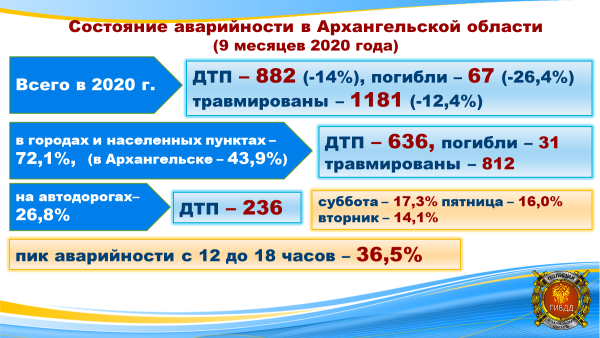 Состояние аварийности в Архангельской области
(9 месяцев 2020 года)
Всего в 2020 г.
ДТП – 882 (-14%), погибли – 67 (-26,4%)
травмированы – 1181 (-12,4%)
в городах и населенных пунктах –
72,1%, (в Архангельске – 43,9%)
ДТП – 636, погибли – 31
травмированы – 812
на автодорогах–
26,8%
ДТП – 236
суббота – 17,3% пятница – 16,0%
вторник – 14,1%
пик аварийности с 12 до 18 часов – 36,5%
ПОЛИЦИЯ
ГИБДД